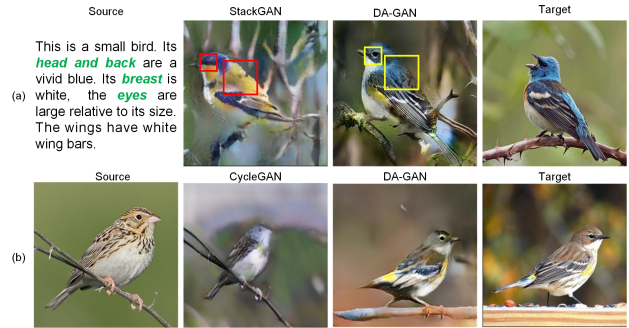 Source StackGAN DA-GAN Target
This is a small bird. Its
head and back are a
vivid blue. Its breast is
(a) white, the eyes are
large relative to its size.
The wings have white
wing bars.
Source CycleGAN DA-GAN Target
(b)